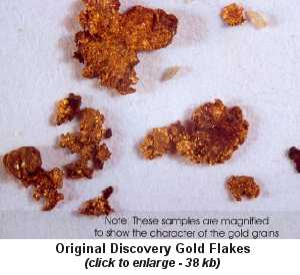 Note: These samples are magnified
to show the character of the gold grains
Original Discovery Gold Flakes
(click to enlarge - 38 kb)